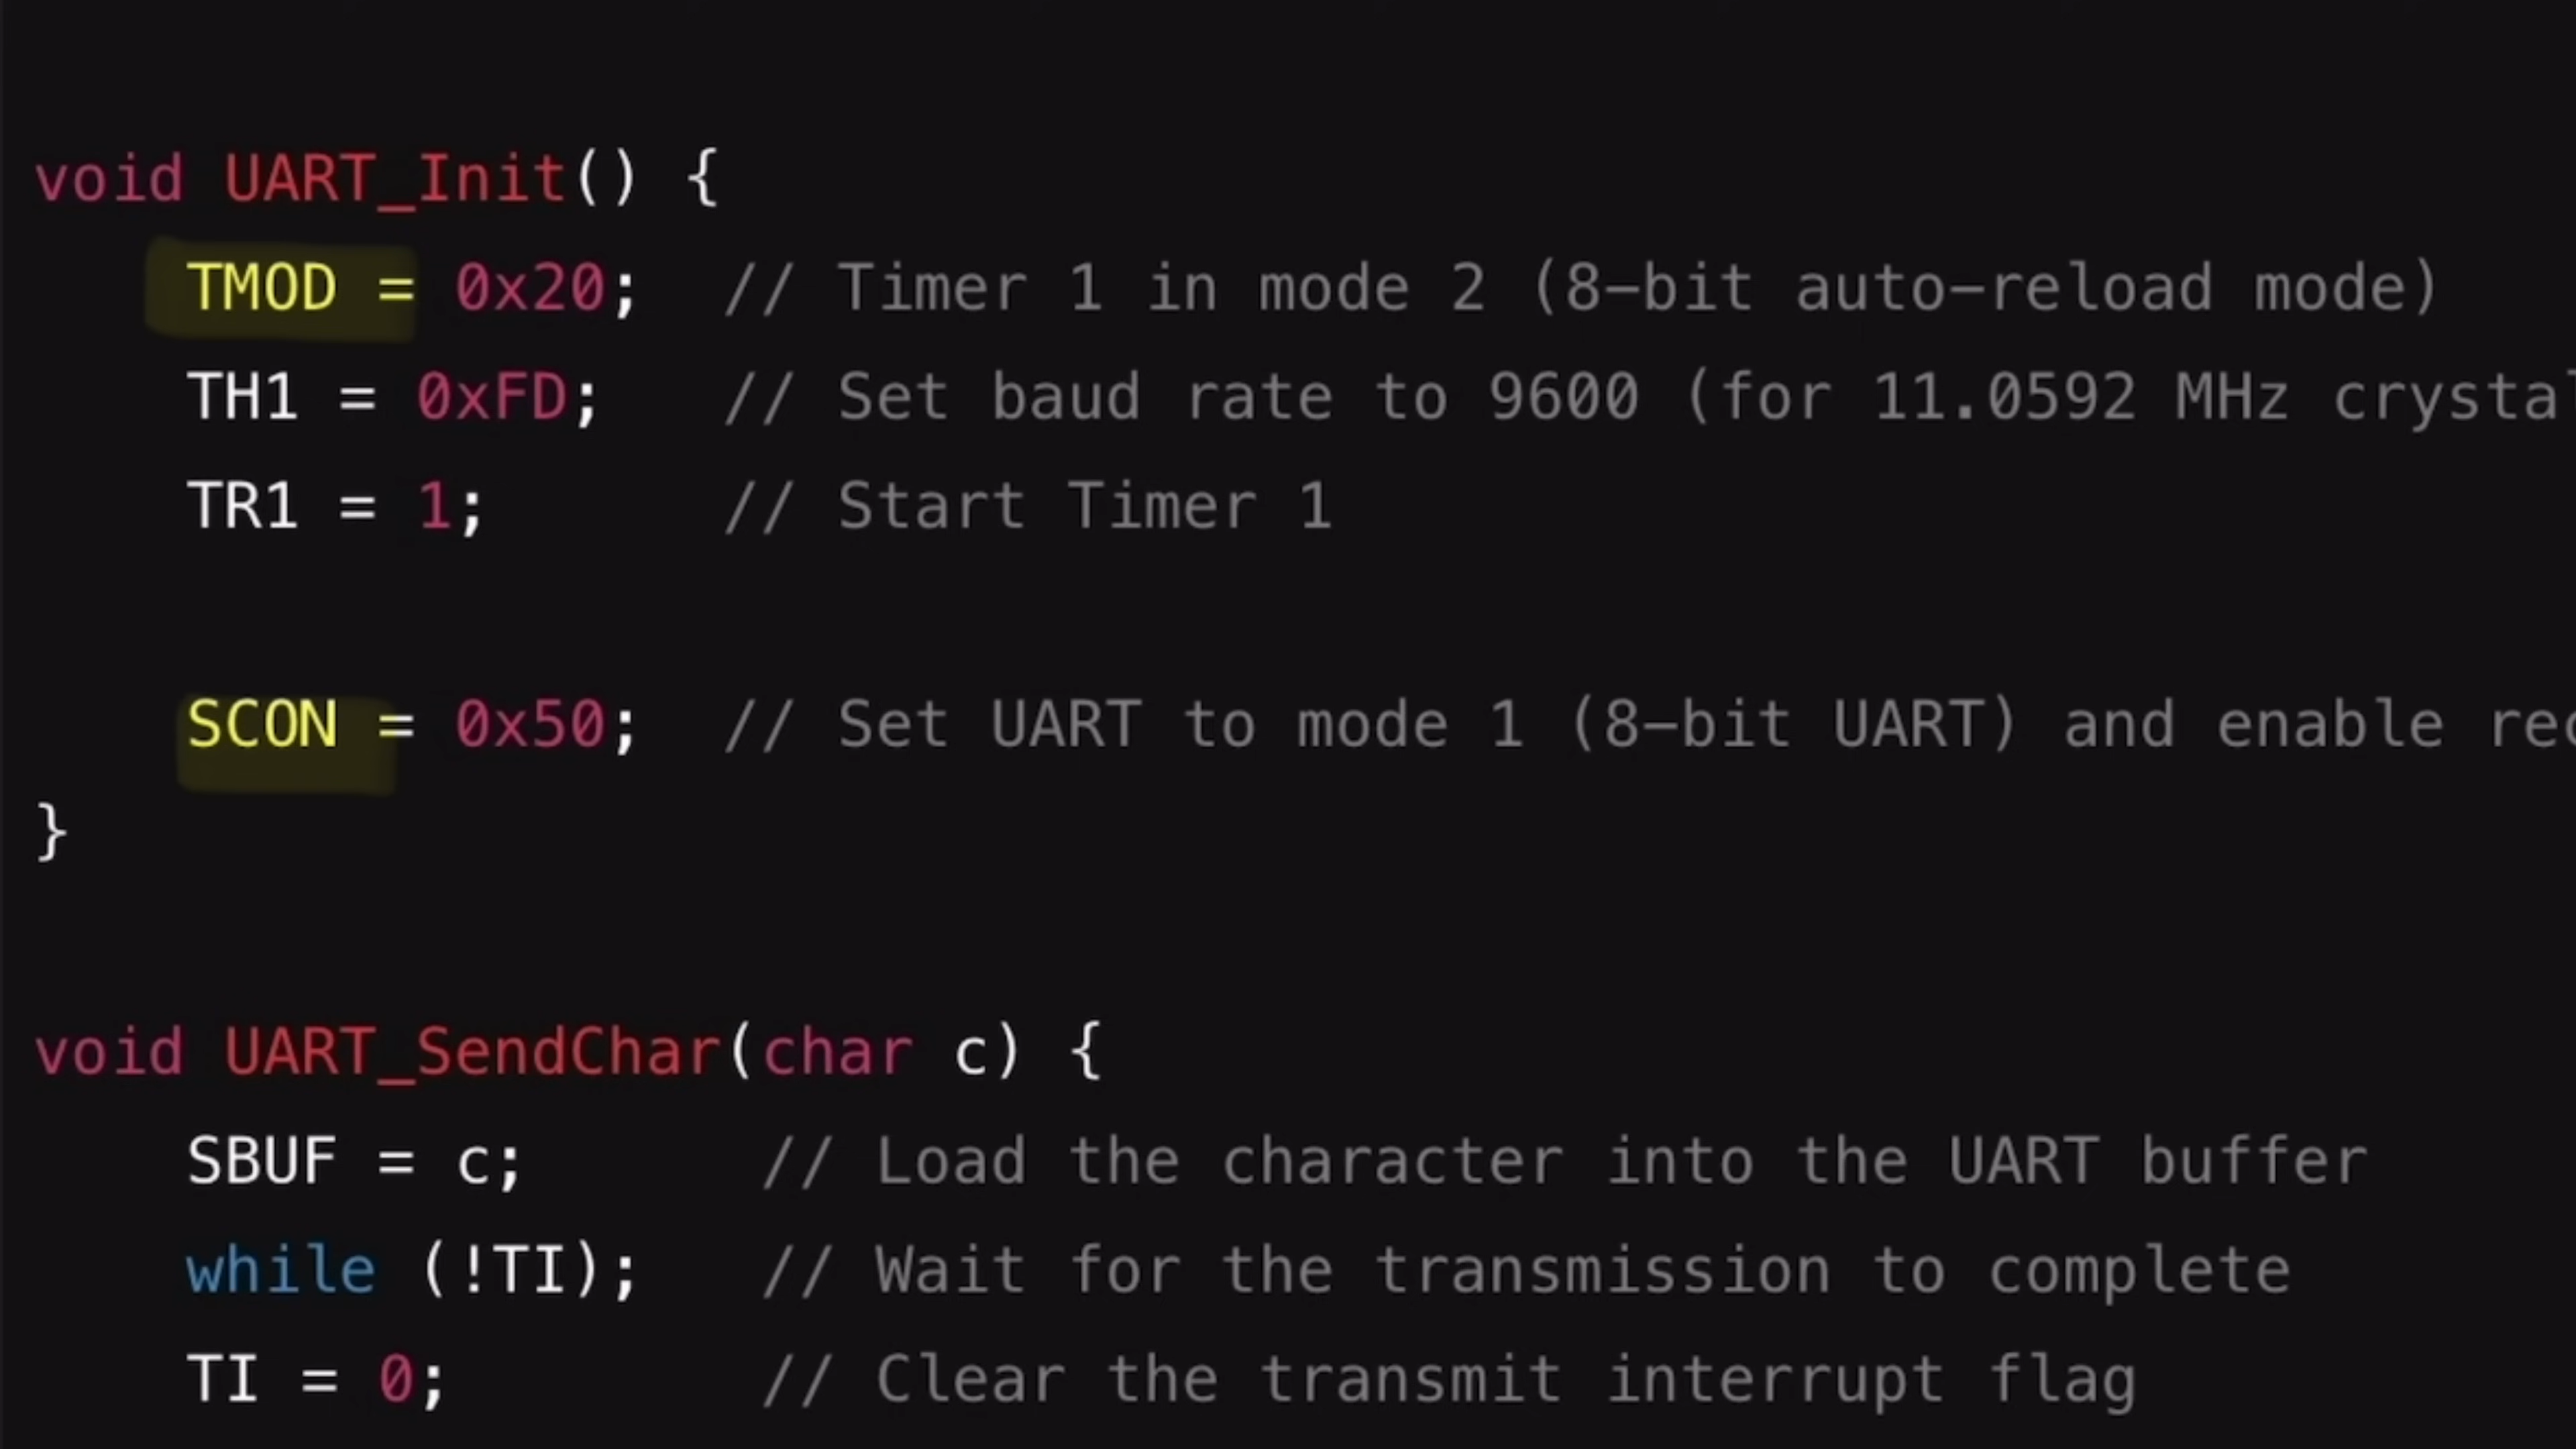 void UART_Init() {
    TMOD = 0x20;  // Timer 1 in mode 2 (8-bit auto-reload mode)
    TH1 = 0xFD;   // Set baud rate to 9600 (for 11.0592 MHz crysta
    TR1 = 1;      // Start Timer 1
    SCON = 0x50;  // Set UART to mode 1 (8-bit UART) and enable rec
}
void UART_SendChar(char c) {
    SBUF = c;      // Load the character into the UART buffer
    while (!TI);   // Wait for the transmission to complete
    TI = 0;        // Clear the transmit interrupt flag